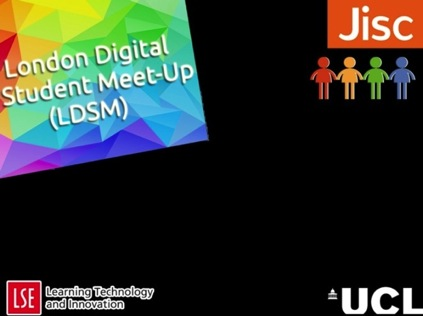 London Digital
Student Meet-Up
(LDSM)
Jisc
LSE
Learning Technology
and Innovation
UCL